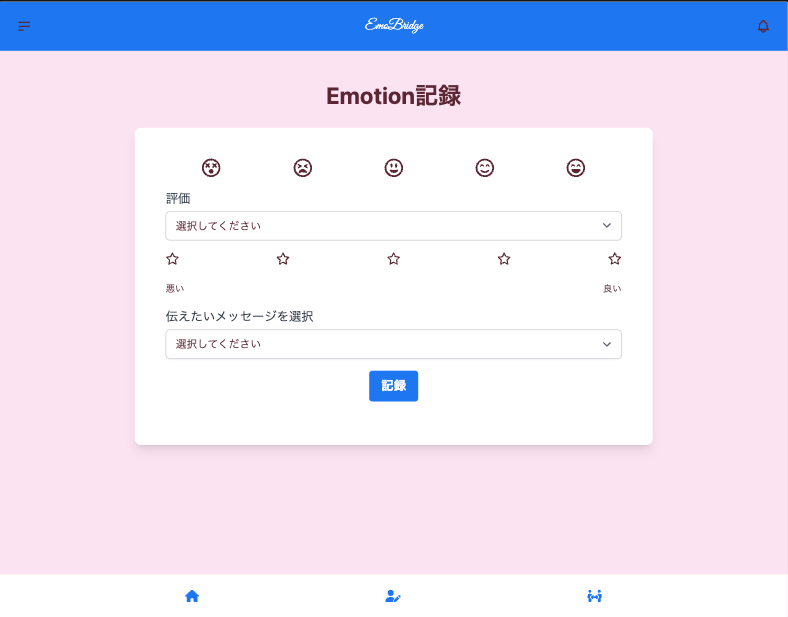 EmoBridge
Emotion記録
評価
選択してください
悪い
良い
伝えたいメッセージを選択
選択してください
記録